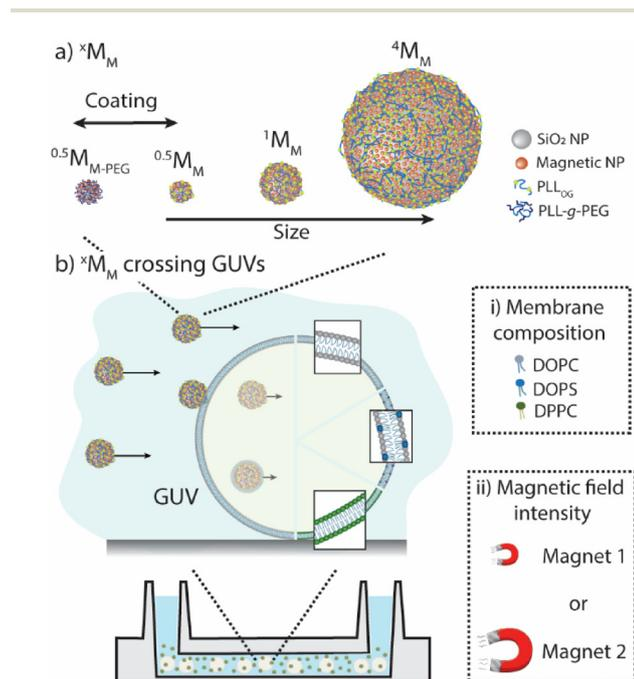 a) ˣM_M
⁴M_M
Coating
⁰·⁵M_M-PEG
⁰·⁵M_M
¹M_M
SiO₂ NP
Magnetic NP
PLL_OG
PLL-g-PEG
Size
b) ˣM_M crossing GUVs
GUV
i) Membrane
composition
DOPC
DOPS
DPPC
ii) Magnetic field
intensity
Magnet 1
or
Magnet 2